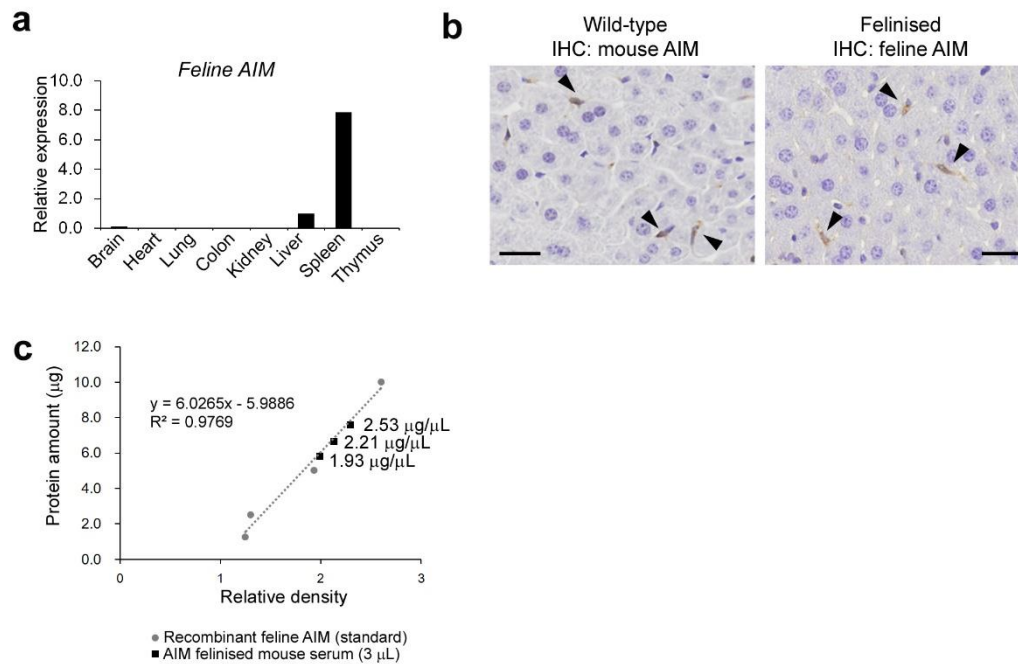 a
Feline AIM
Relative expression
10.0
8.0
6.0
4.0
2.0
0.0
Brain
Heart
Lung
Colon
Kidney
Liver
Spleen
Thymus
b
Wild-type
IHC: mouse AIM
Felinised
IHC: feline AIM
c
Protein amount (μg)
12.0
10.0
8.0
6.0
4.0
2.0
0.0
y = 6.0265x - 5.9886
R² = 0.9769
2.53 μg/μL
2.21 μg/μL
1.93 μg/μL
0 1 2 3
Relative density
Recombinant feline AIM (standard)
AIM felinised mouse serum (3 μL)